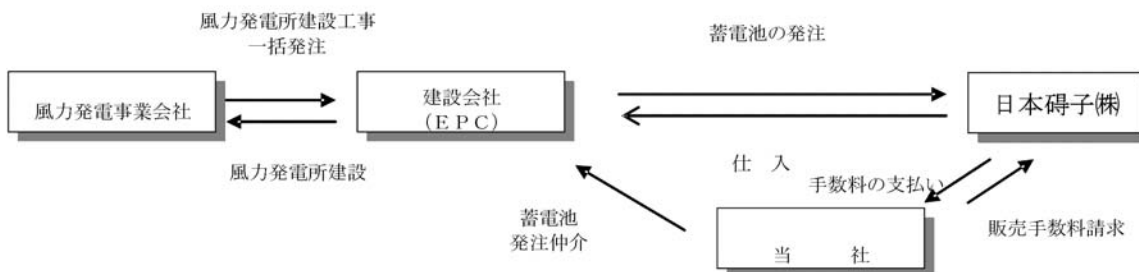 風力発電所建設工事
一括発注
蓄電池の発注
風力発電事業会社
建設会社
(EPC)
日本碍子㈱
風力発電所建設
仕 入
手数料の支払い
蓄電池
発注仲介
当 社
販売手数料請求